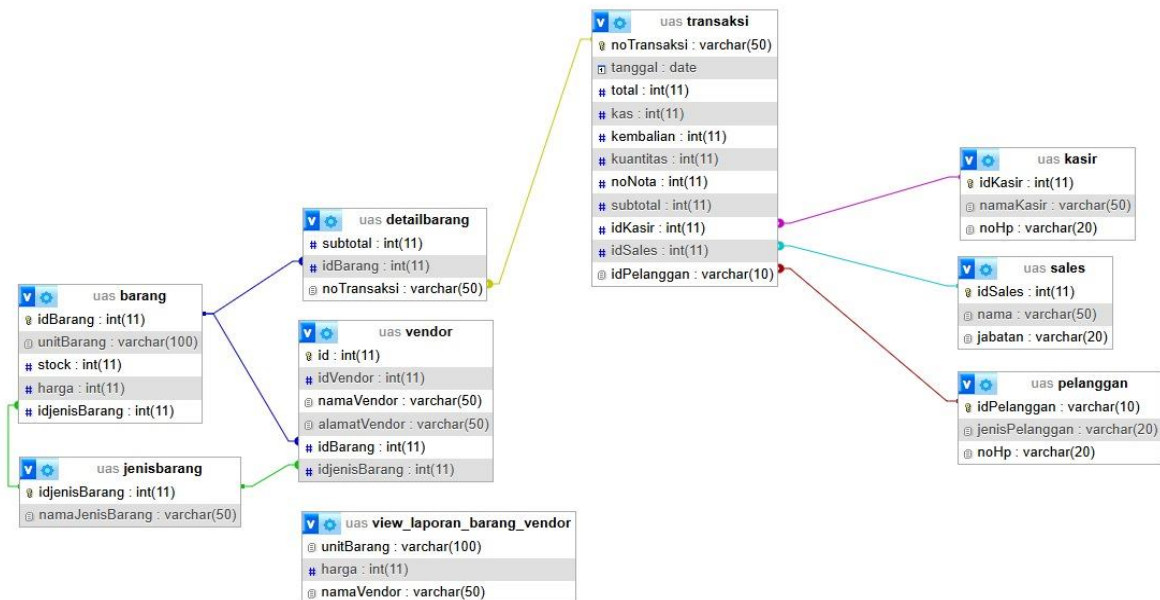 uas transaksi
noTransaksi : varchar(50)
tanggal : date
total : int(11)
kas : int(11)
kembalian : int(11)
kuantitas : int(11)
noNota : int(11)
subtotal : int(11)
idKasir : int(11)
idSales : int(11)
idPelanggan : varchar(10)
uas kasir
idKasir : int(11)
namaKasir : varchar(50)
noHp : varchar(20)
uas detailbarang
subtotal : int(11)
idBarang : int(11)
noTransaksi : varchar(50)
uas sales
idSales : int(11)
nama : varchar(50)
jabatan : varchar(20)
uas barang
idBarang : int(11)
unitBarang : varchar(100)
stock : int(11)
harga : int(11)
idjenisBarang : int(11)
uas vendor
id : int(11)
idVendor : int(11)
namaVendor : varchar(50)
alamatVendor : varchar(50)
idBarang : int(11)
idjenisBarang : int(11)
uas pelanggan
idPelanggan : varchar(10)
jenisPelanggan : varchar(20)
noHp : varchar(20)
uas jenisbarang
idjenisBarang : int(11)
namaJenisBarang : varchar(50)
uas view_laporan_barang_vendor
unitBarang : varchar(100)
harga : int(11)
namaVendor : varchar(50)